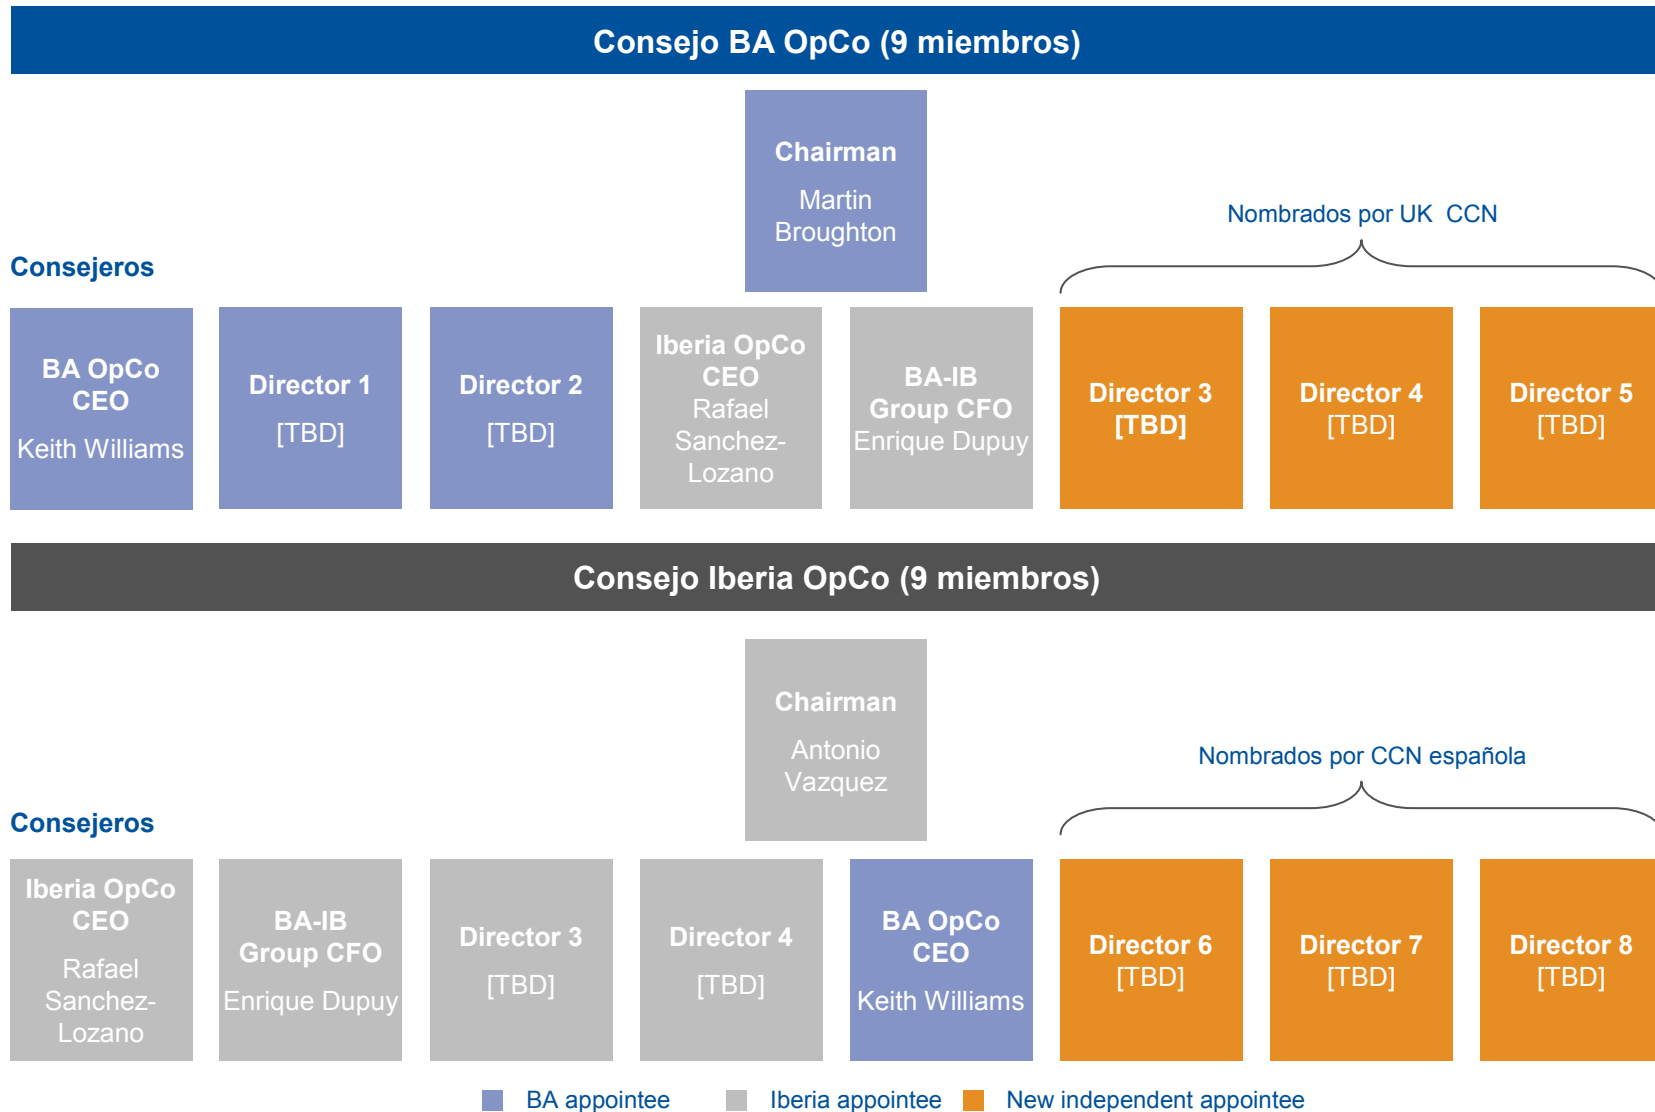 Consejo BA OpCo (9 miembros)
Chairman
Martin
Broughton
Nombrados por UK CCN
Consejeros
BA OpCo
CEO
Keith Williams
Director 1
[TBD]
Director 2
[TBD]
Iberia OpCo
CEO
Rafael
Sanchez-
Lozano
BA-IB
Group CFO
Enrique Dupuy
Director 3
[TBD]
Director 4
[TBD]
Director 5
[TBD]
Consejo Iberia OpCo (9 miembros)
Chairman
Antonio
Vazquez
Nombrados por CCN española
Consejeros
Iberia OpCo
CEO
Rafael
Sanchez-
Lozano
BA-IB
Group CFO
Enrique Dupuy
Director 3
[TBD]
Director 4
[TBD]
BA OpCo
CEO
Keith Williams
Director 6
[TBD]
Director 7
[TBD]
Director 8
[TBD]
BA appointee
Iberia appointee
New independent appointee